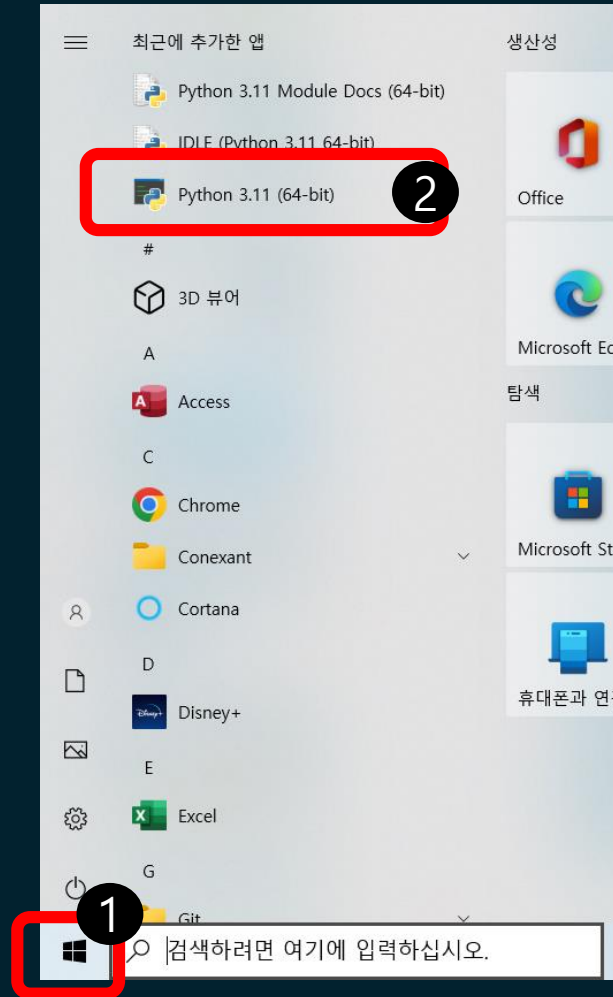 최근에 추가한 앱
생산성
Python 3.11 Module Docs (64-bit)
IDLE (Python 3.11 64-bit)
Python 3.11 (64-bit)
2
Office
#
3D 뷰어
A
Microsoft
탐색
A
Access
C
Chrome
Conexant
Microsoft
Cortana
D
Disney+
Disney+
휴대폰과
E
X
Excel
G
1
Git
검색하려면 여기에 입력하십시오.